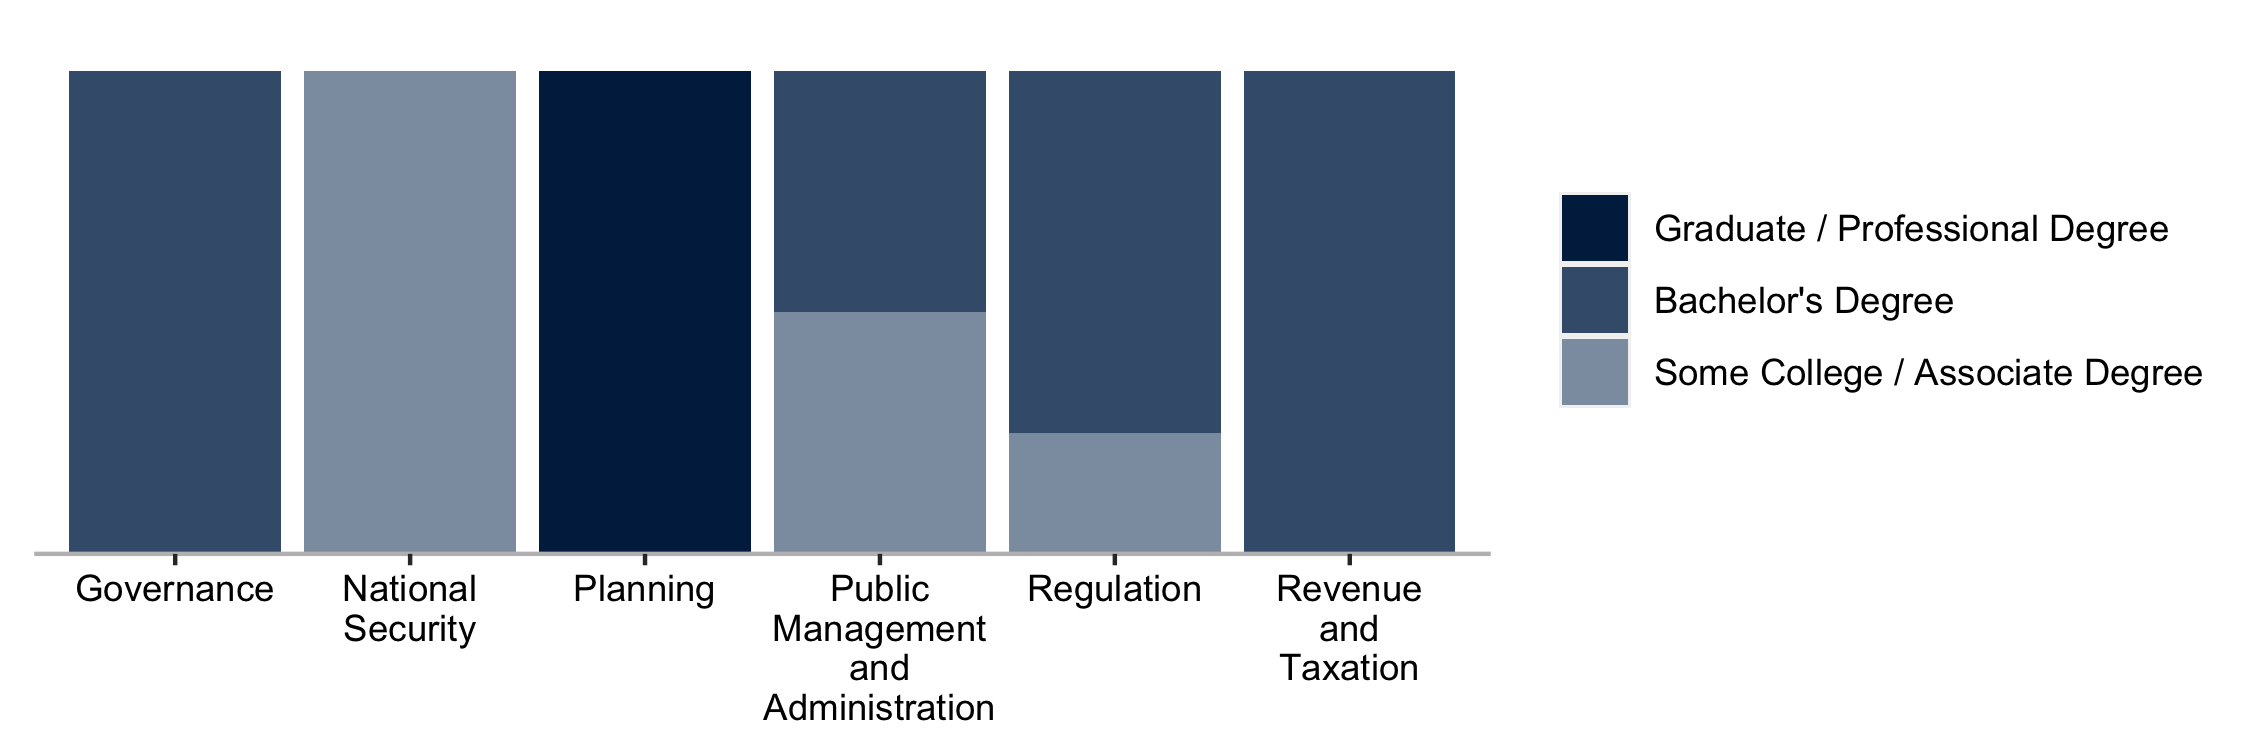 Graduate / Professional Degree
Bachelor's Degree
Some College / Associate Degree
Governance
National
Security
Planning
Public
Management
and
Administration
Regulation
Revenue
and
Taxation